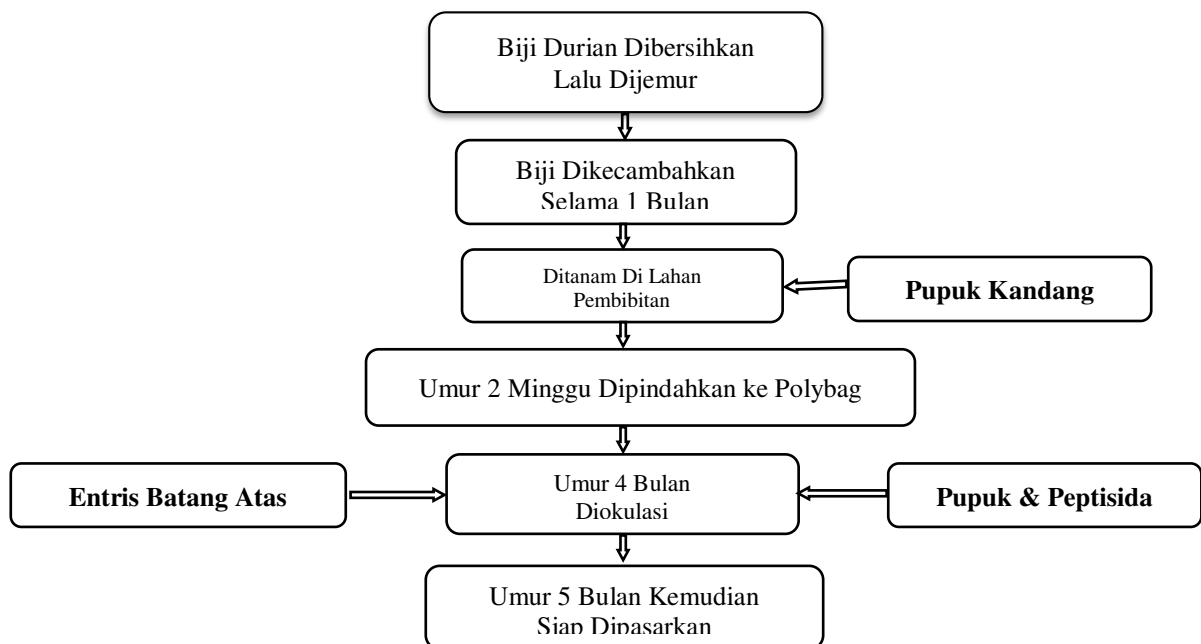 Biji Durian Dibersihkan
Lalu Dijemur
Biji Dikecambahkan
Selama 1 Bulan
Ditanam Di Lahan
Pembibitan
Pupuk Kandang
Umur 2 Minggu Dipindahkan ke Polybag
Entris Batang Atas
Umur 4 Bulan
Diokulasi
Pupuk & Peptisida
Umur 5 Bulan Kemudian
Siap Dipasarkan